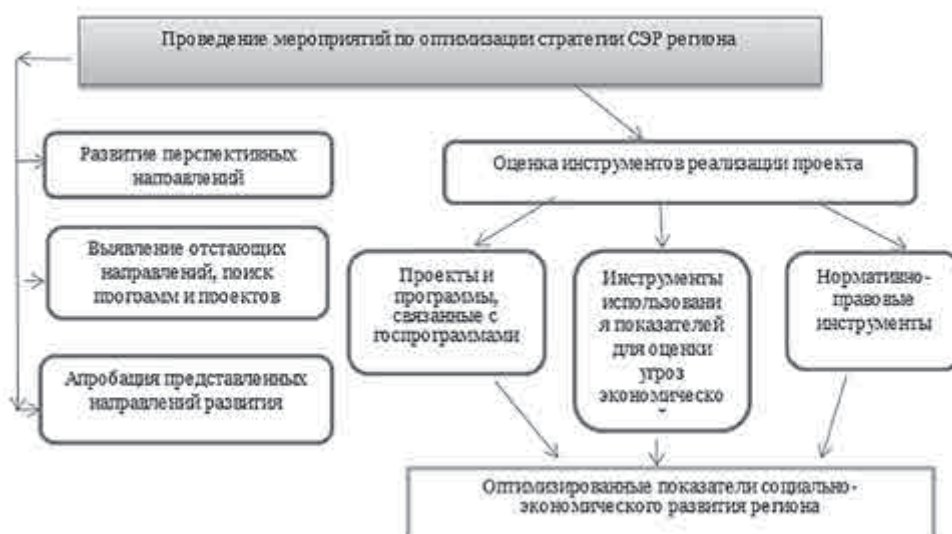 Проведение мероприятий по оптимизации стратегии СЭР региона
Развитие перспективных
направлений
Выявление отстающих
направлений, поиск
программ и проектов
Апробация представленных
направлений развития
Оценка инструментов реализации проекта
Проекты и
программы,
связанные с
госпрограммами
Инструменты
использовани
я показателей
для оценки
угроз
экономическо
Нормативно-
правовые
инструменты
Оптимизированные показатели социально-
экономического развития региона